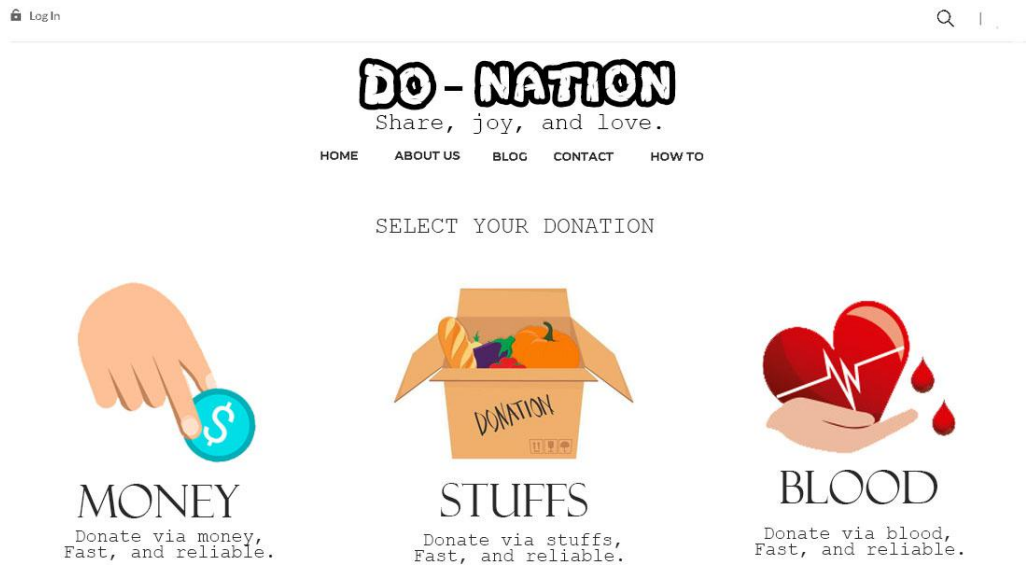 Log In
|
DO-NATION
Share, joy, and love.
HOME ABOUT US BLOG CONTACT HOW TO
SELECT YOUR DONATION
$
DONATION
MONEY
Donate via money,
Fast, and reliable.
STUFFS
Donate via stuffs,
Fast, and reliable.
BLOOD
Donate via blood,
Fast, and reliable.